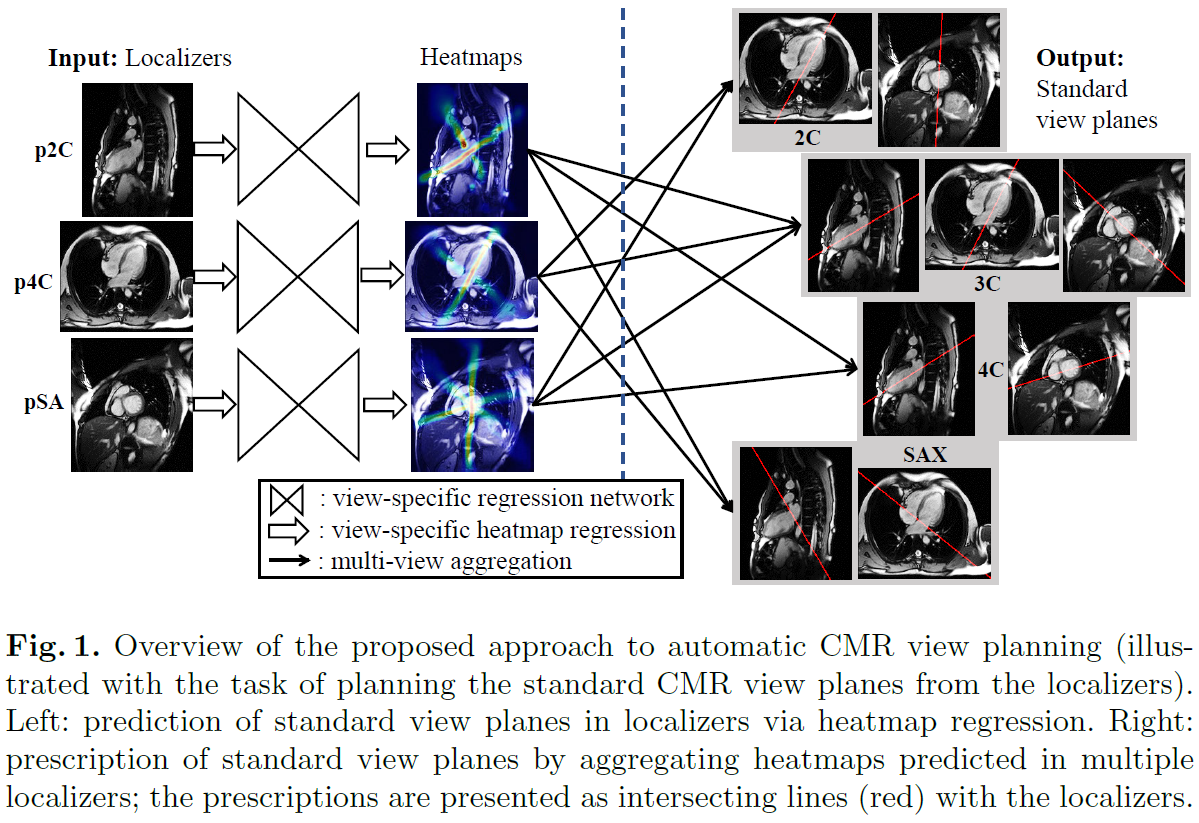 Input: Localizers
Heatmaps
Output:
Standard
view planes
p2C
p4C
pSA
2C
3C
4C
SAX
: view-specific regression network
: view-specific heatmap regression
: multi-view aggregation
Fig. 1. Overview of the proposed approach to automatic CMR view planning (illus-
trated with the task of planning the standard CMR view planes from the localizers).
Left: prediction of standard view planes in localizers via heatmap regression. Right:
prescription of standard view planes by aggregating heatmaps predicted in multiple
localizers; the prescriptions are presented as intersecting lines (red) with the localizers.